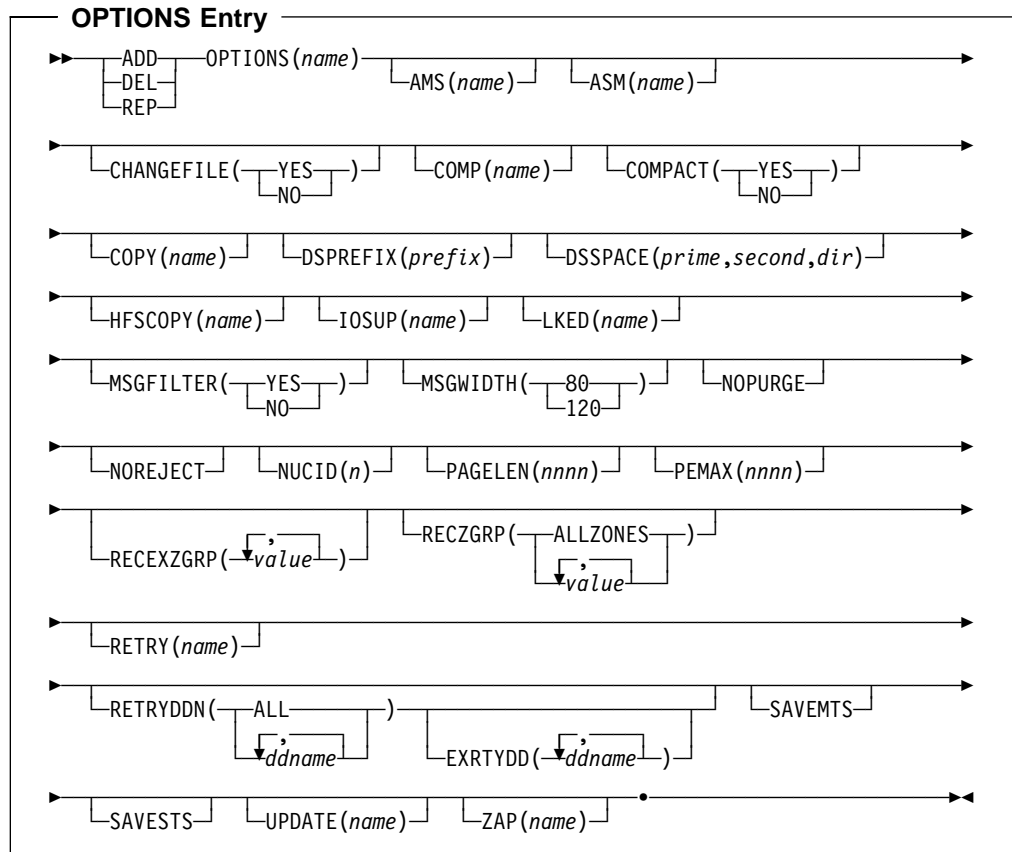 OPTIONS Entry
ADD OPTIONS(name)
DEL AMS(name) ASM(name)
REP
CHANGEFILE( YES ) COMP(name) COMPACT( YES )
NO NO
COPY(name) DSPREFIX(prefix) DSSPACE(prime,second,dir)
HFSCOPY(name) IOSUP(name) LKED(name)
MSGFILTER( YES ) MSGWIDTH( 80 ) NOPURGE
NO 120
NOREJECT NUCID(n) PAGELEN(nnnn) PEMAX(nnnn)
, RECZGRP( ALLZONES )
RECEXZGRP( value ) ,
value
RETRY(name)
RETRYDDN( ALL ) SAVEMTS
, ,
ddname EXRTYDD( ddname )
SAVESTS UPDATE(name) ZAP(name)